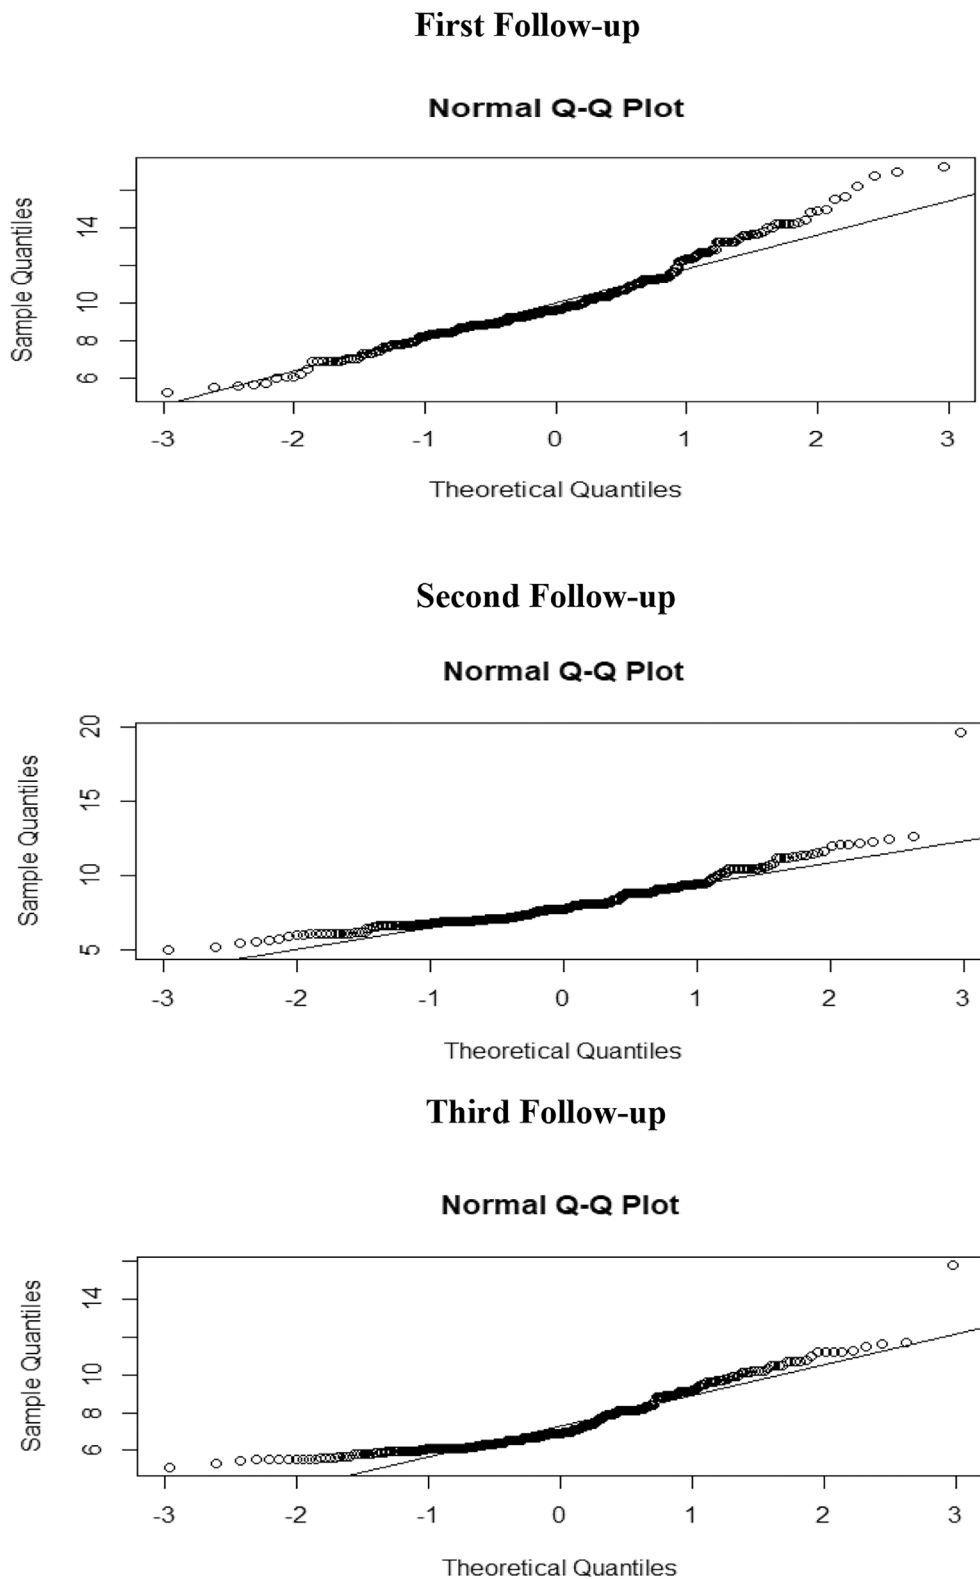 First Follow-up
Normal Q-Q Plot
Sample Quantiles
14
10
8
6
-3 -2 -1 0 1 2 3
Theoretical Quantiles
Second Follow-up
Normal Q-Q Plot
Sample Quantiles
20
15
10
5
-3 -2 -1 0 1 2 3
Theoretical Quantiles
Third Follow-up
Normal Q-Q Plot
Sample Quantiles
14
10
8
6
-3 -2 -1 0 1 2 3
Theoretical Quantiles